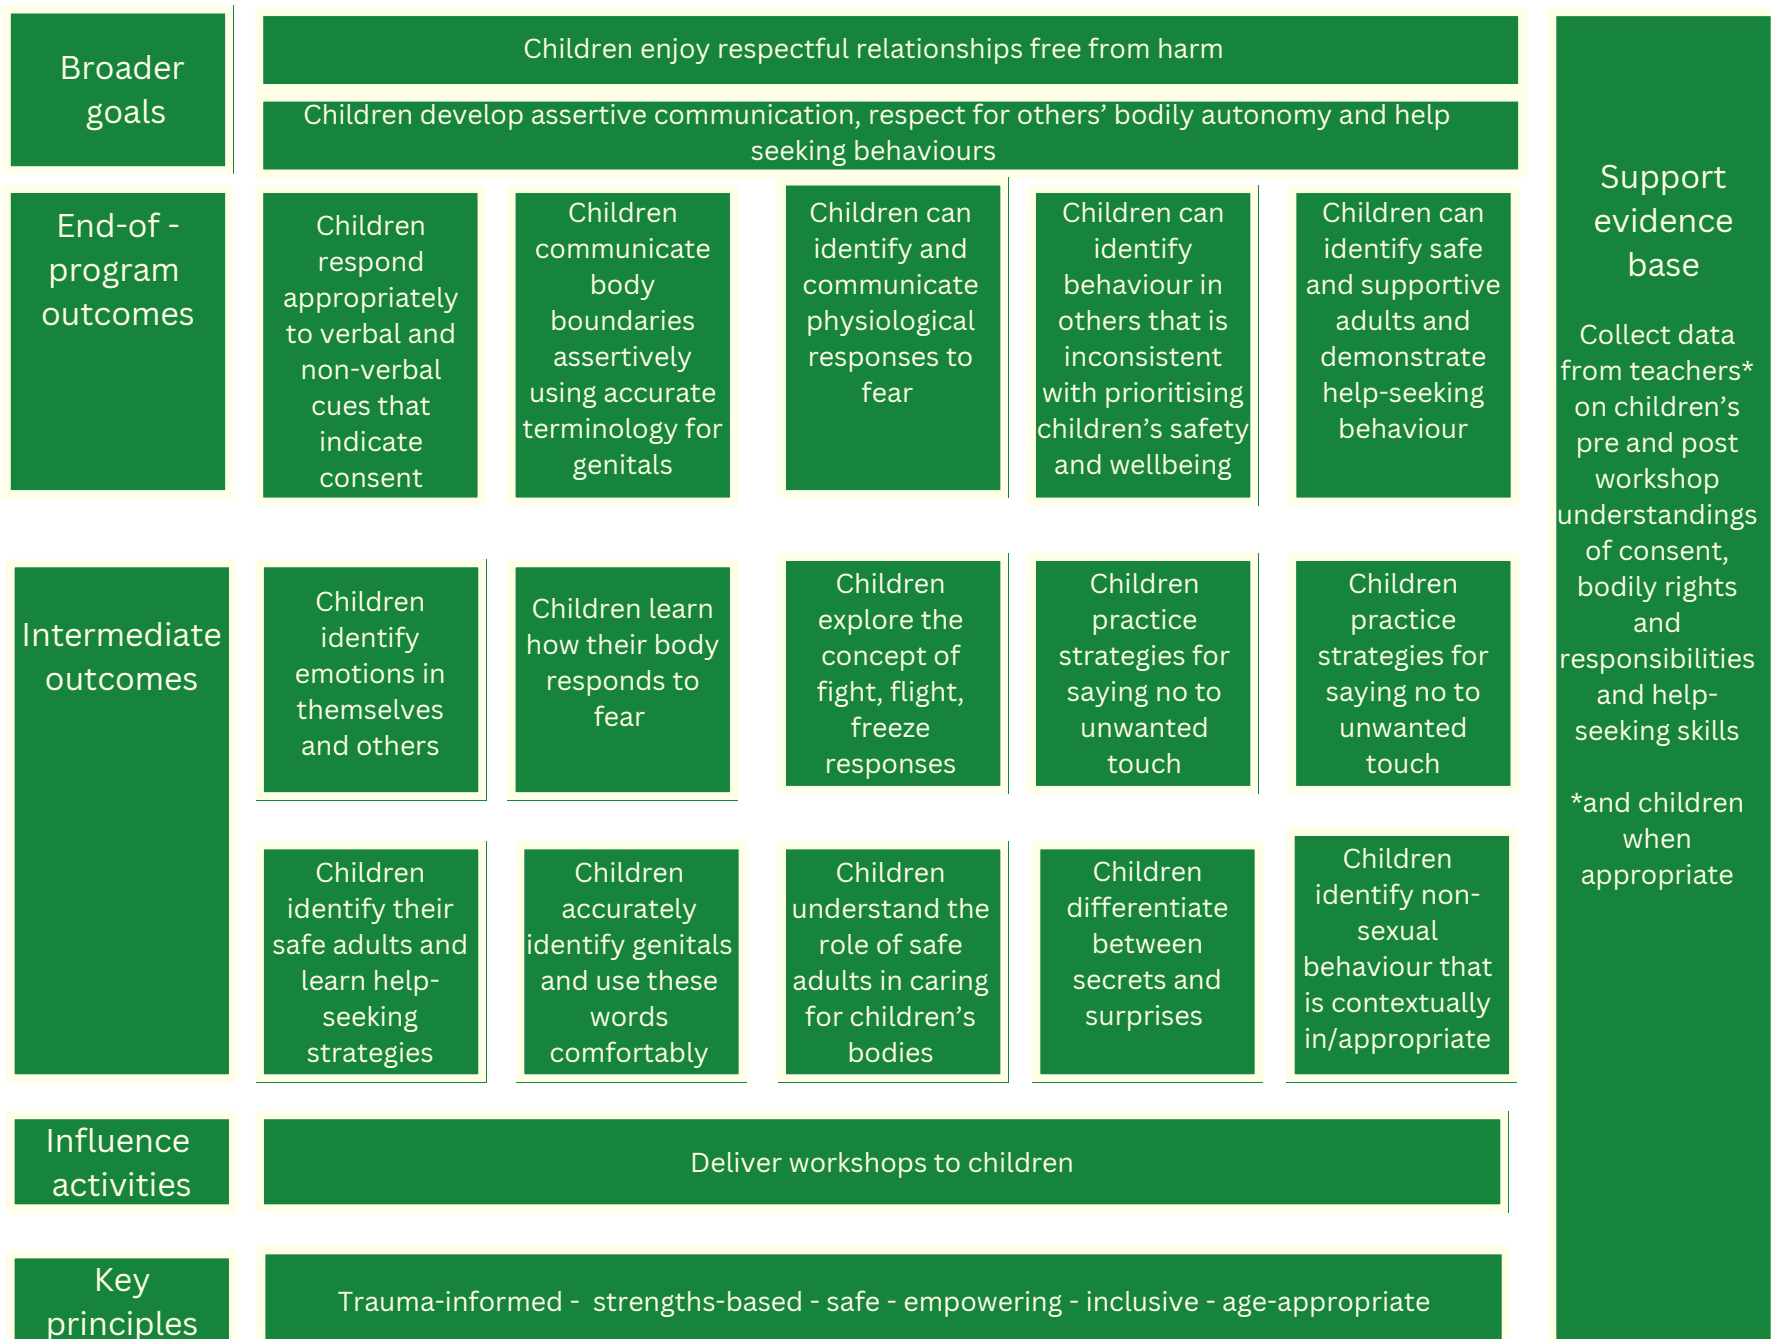 Broader
goals
Children enjoy respectful relationships free from harm
Children develop assertive communication, respect for others’ bodily autonomy and help
seeking behaviours
End-of -
program
outcomes
Children
respond
appropriately
to verbal and
non-verbal
cues that
indicate
consent
Children
communicate
body
boundaries
assertively
using accurate
terminology for
genitals
Children can
identify and
communicate
physiological
responses to
fear
Children can
identify
behaviour in
others that is
inconsistent
with prioritising
children’s safety
and wellbeing
Children can
identify safe
and supportive
adults and
demonstrate
help-seeking
behaviour
Intermediate
outcomes
Children
identify
emotions in
themselves
and others
Children learn
how their body
responds to
fear
Children
explore the
concept of
fight, flight,
freeze
responses
Children
practice
strategies for
saying no to
unwanted
touch
Children
practice
strategies for
saying no to
unwanted
touch
Children
identify their
safe adults and
learn help-
seeking
strategies
Children
accurately
identify genitals
and use these
words
comfortably
Children
understand the
role of safe
adults in caring
for children’s
bodies
Children
differentiate
between
secrets and
surprises
Children
identify non-
sexual
behaviour that
is contextually
in/appropriate
Influence
activities
Deliver workshops to children
Key
principles
Trauma-informed - strengths-based - safe - empowering - inclusive - age-appropriate
Support
evidence
base
Collect data
from teachers*
on children’s
pre and post
workshop
understandings
of consent,
bodily rights
and
responsibilities
and help-
seeking skills
*and children
when
appropriate